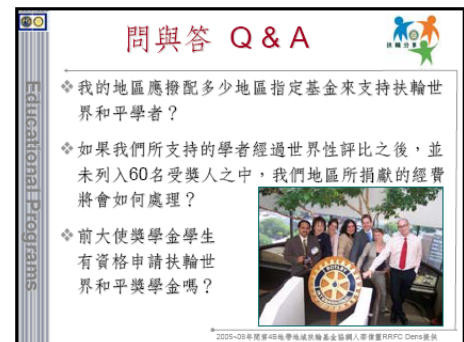 問與答 Q & A
扶輪分享
Educational Programs
我的地區應撥配多少地區指定基金來支持扶輪世
界和平學者？
如果我們所支持的學者經過世界性評比之後，並
未列入60名受獎人之中，我們地區所捐獻的經費
將會如何處理？
前大使獎學金學生
有資格申請扶輪世
界和平獎學金嗎？
ROTARY
INTERNATIONAL